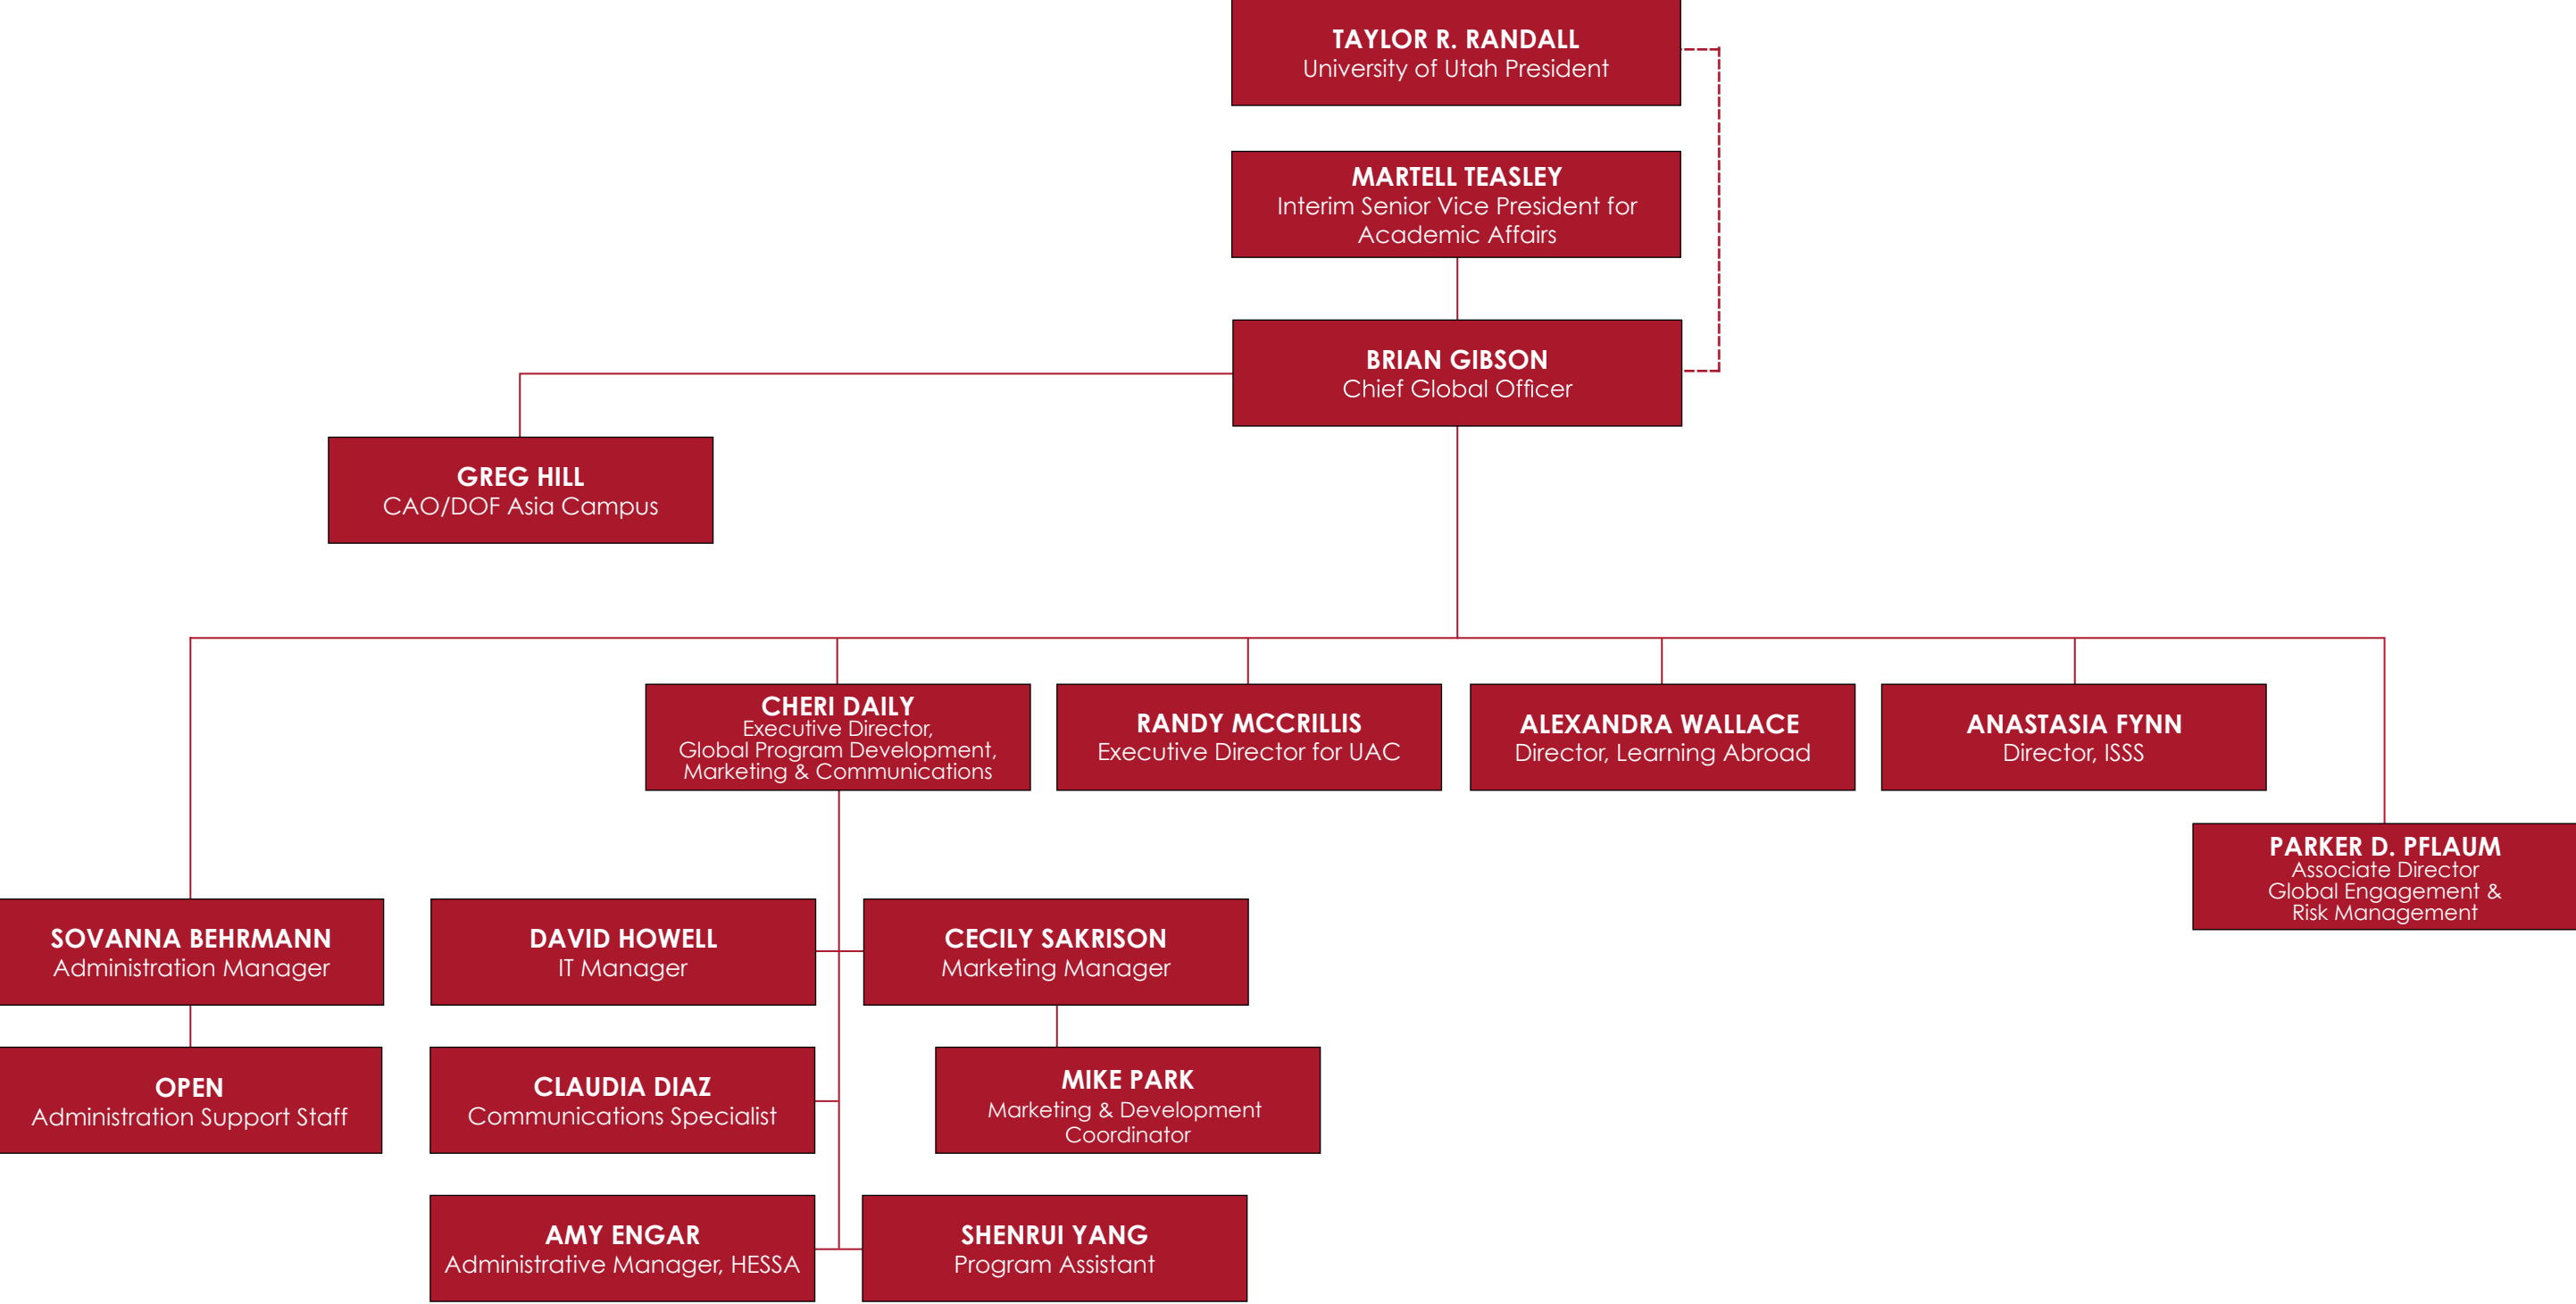 TAYLOR R. RANDALL
University of Utah President
MARTELL TEASLEY
Interim Senior Vice President for
Academic Affairs
BRIAN GIBSON
Chief Global Officer
GREG HILL
CAO/DOF Asia Campus
CHERI DAILY
Executive Director,
Global Program Development,
Marketing & Communications
RANDY MCCRILLIS
Executive Director for UAC
ALEXANDRA WALLACE
Director, Learning Abroad
ANASTASIA FYNN
Director, ISSS
PARKER D. PFLAUM
Associate Director
Global Engagement &
Risk Management
SOVANNA BEHRMANN
Administration Manager
DAVID HOWELL
IT Manager
CECILY SAKRISON
Marketing Manager
OPEN
Administration Support Staff
CLAUDIA DIAZ
Communications Specialist
MIKE PARK
Marketing & Development
Coordinator
AMY ENGAR
Administrative Manager, HESSA
SHENRUI YANG
Program Assistant